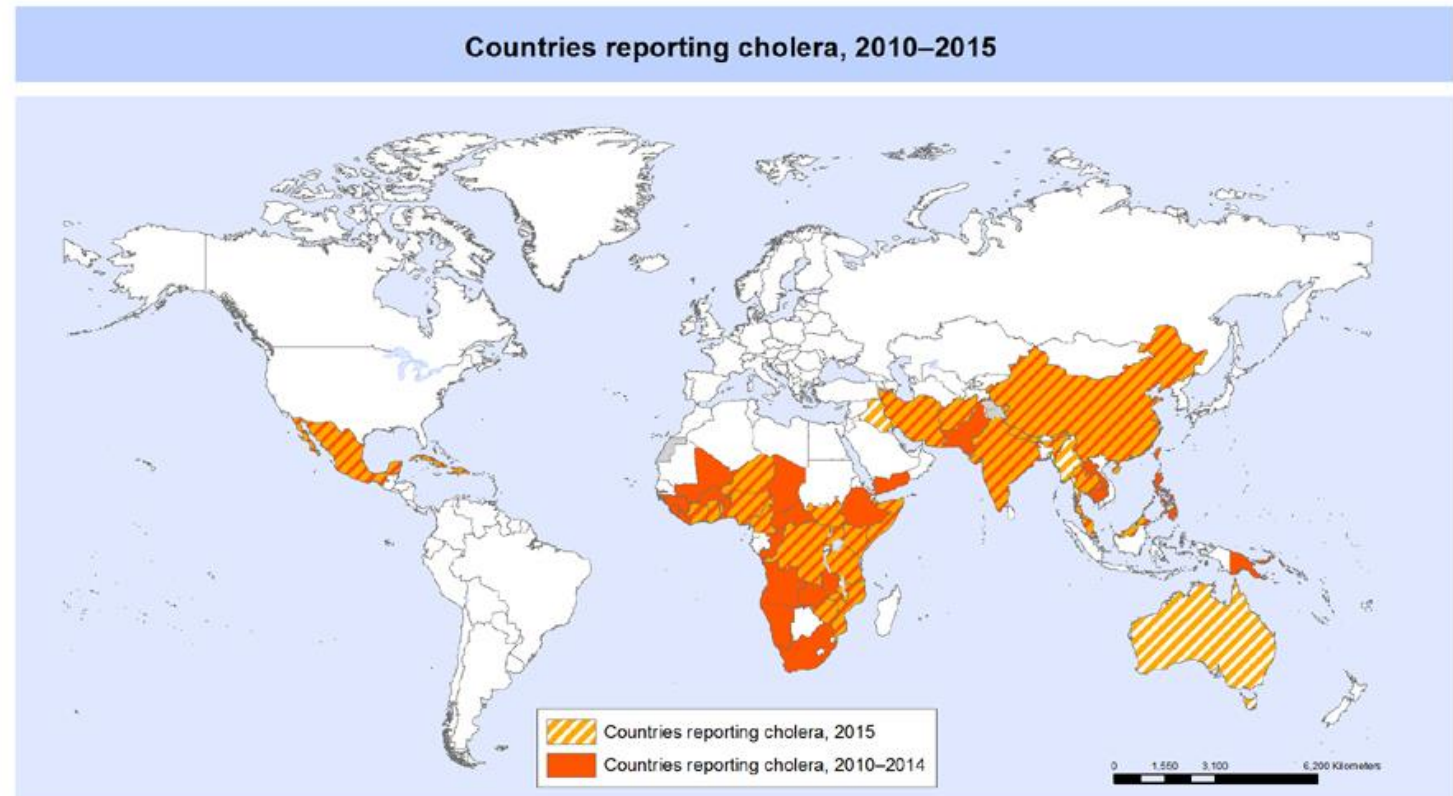 Countries reporting cholera, 2010–2015
Countries reporting cholera, 2015
Countries reporting cholera, 2010–2014
0 1,550 3,100 6,200 Kilometers